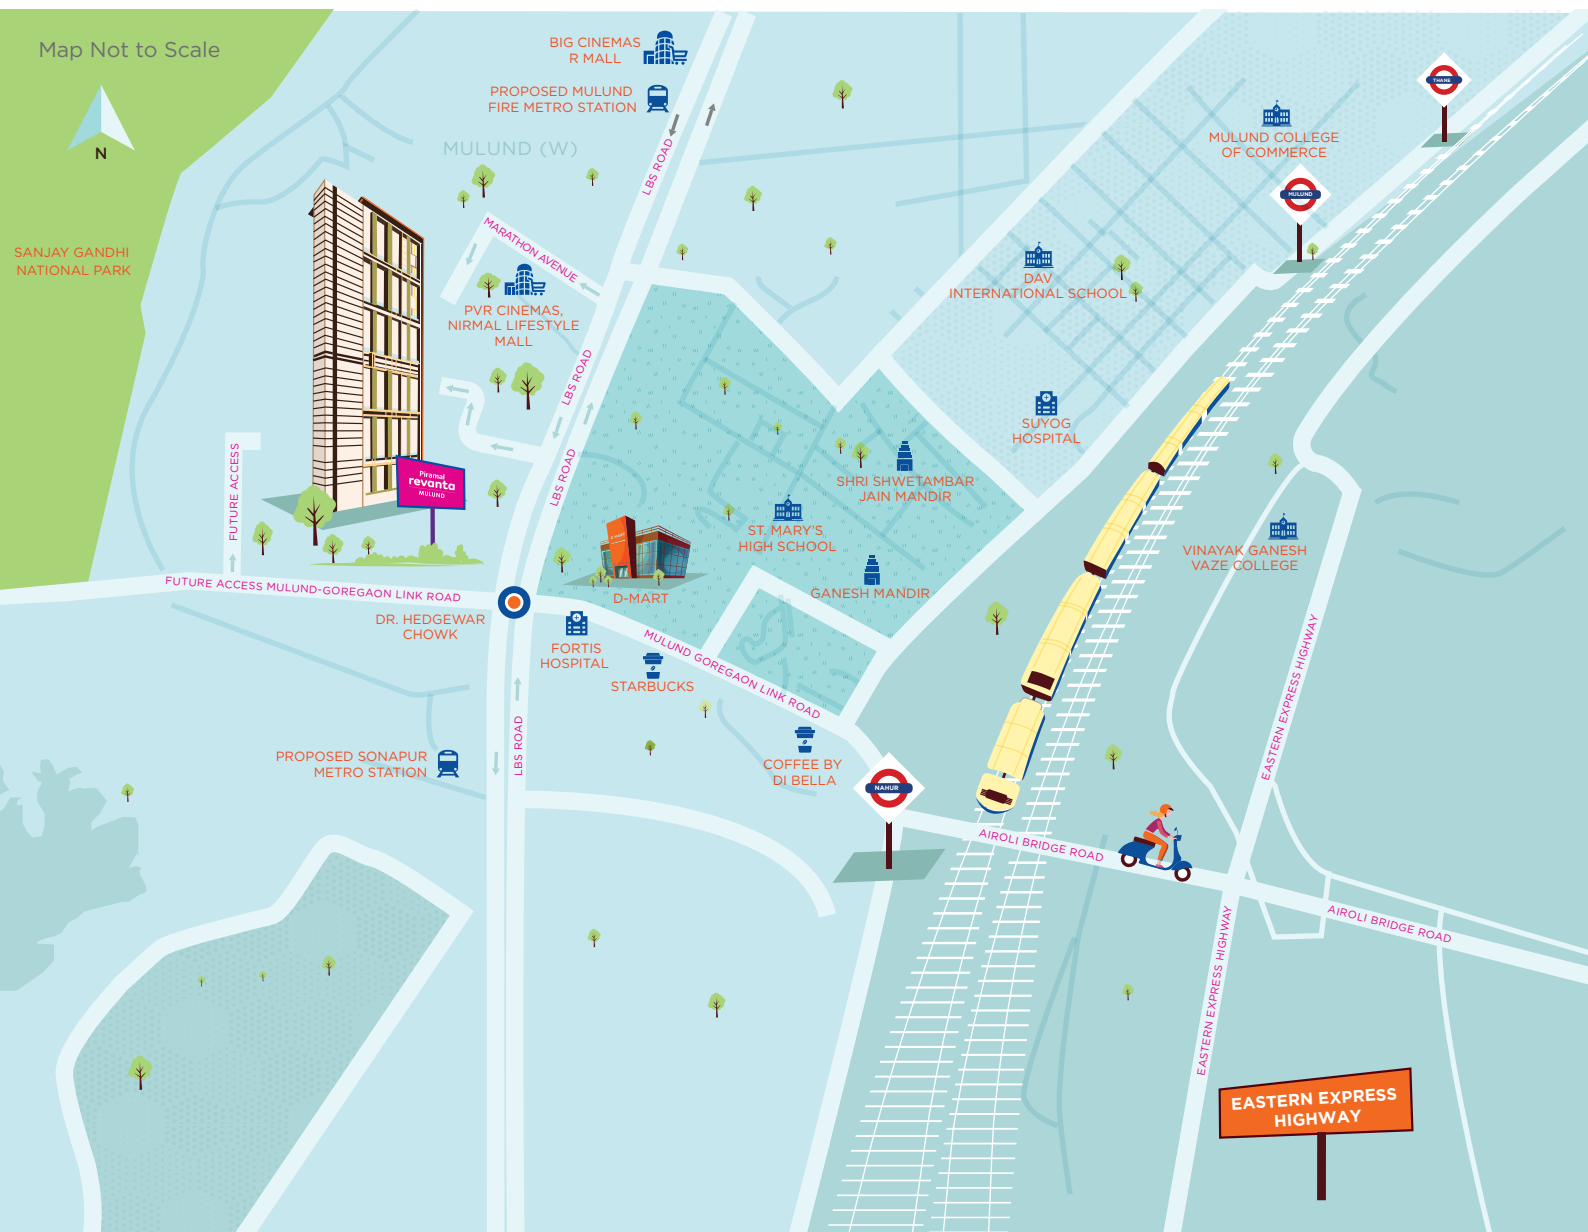 Map Not to Scale
N
BIG CINEMAS
R MALL
PROPOSED MULUND
FIRE METRO STATION
MULUND (W)
LBS ROAD
THANE
MULUND COLLEGE
OF COMMERCE
MULUND
SANJAY GANDHI
NATIONAL PARK
MARATHON AVENUE
PVR CINEMAS,
NIRMAL LIFESTYLE
MALL
DAV
INTERNATIONAL SCHOOL
LBS ROAD
SUYOG
HOSPITAL
FUTURE ACCESS
Piramal
revanta
MULUND
LBS ROAD
SHRI SHWETAMBAR
JAIN MANDIR
ST. MARY'S
HIGH SCHOOL
VINAYAK GANESH
VAZE COLLEGE
FUTURE ACCESS MULUND-GOREGAON LINK ROAD
D-MART
GANESH MANDIR
DR. HEDGEWAR
CHOWK
FORTIS
HOSPITAL
STARBUCKS
MULUND GOREGAON LINK ROAD
EASTERN EXPRESS HIGHWAY
LBS ROAD
PROPOSED SONAPUR
METRO STATION
COFFEE BY
DI BELLA
NAHUR
AIROLI BRIDGE ROAD
AIROLI BRIDGE ROAD
EASTERN EXPRESS HIGHWAY
EASTERN EXPRESS
HIGHWAY